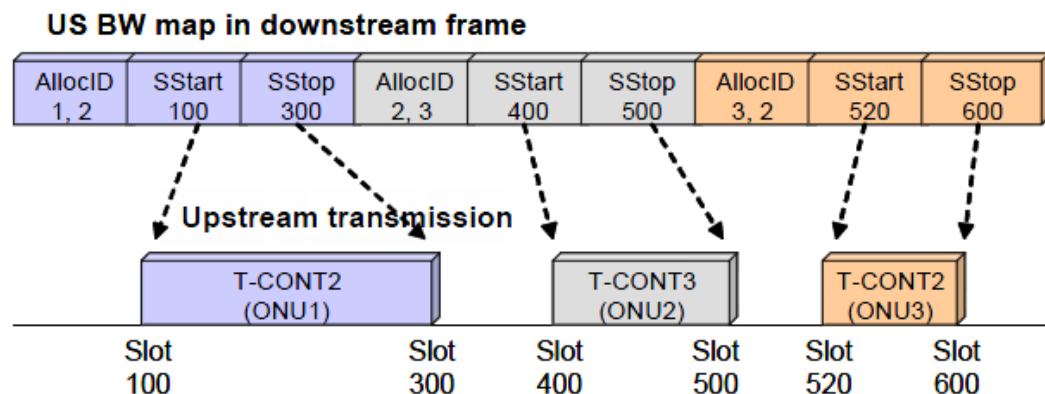 US BW map in downstream frame
AllocID SStart SStop AllocID SStart SStop AllocID SStart SStop
1, 2 100 300 2, 3 400 500 3, 2 520 600
Upstream transmission
T-CONT2 T-CONT3 T-CONT2
(ONU1) (ONU2) (ONU3)
Slot Slot Slot Slot Slot Slot
100 300 400 500 520 600